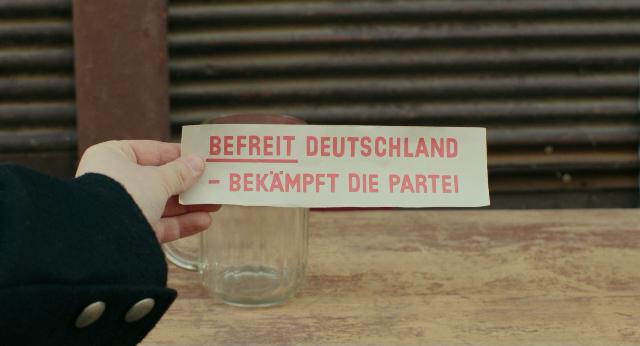 BEFREIT DEUTSCHLAND
– BEKÄMPFT DIE PARTEI